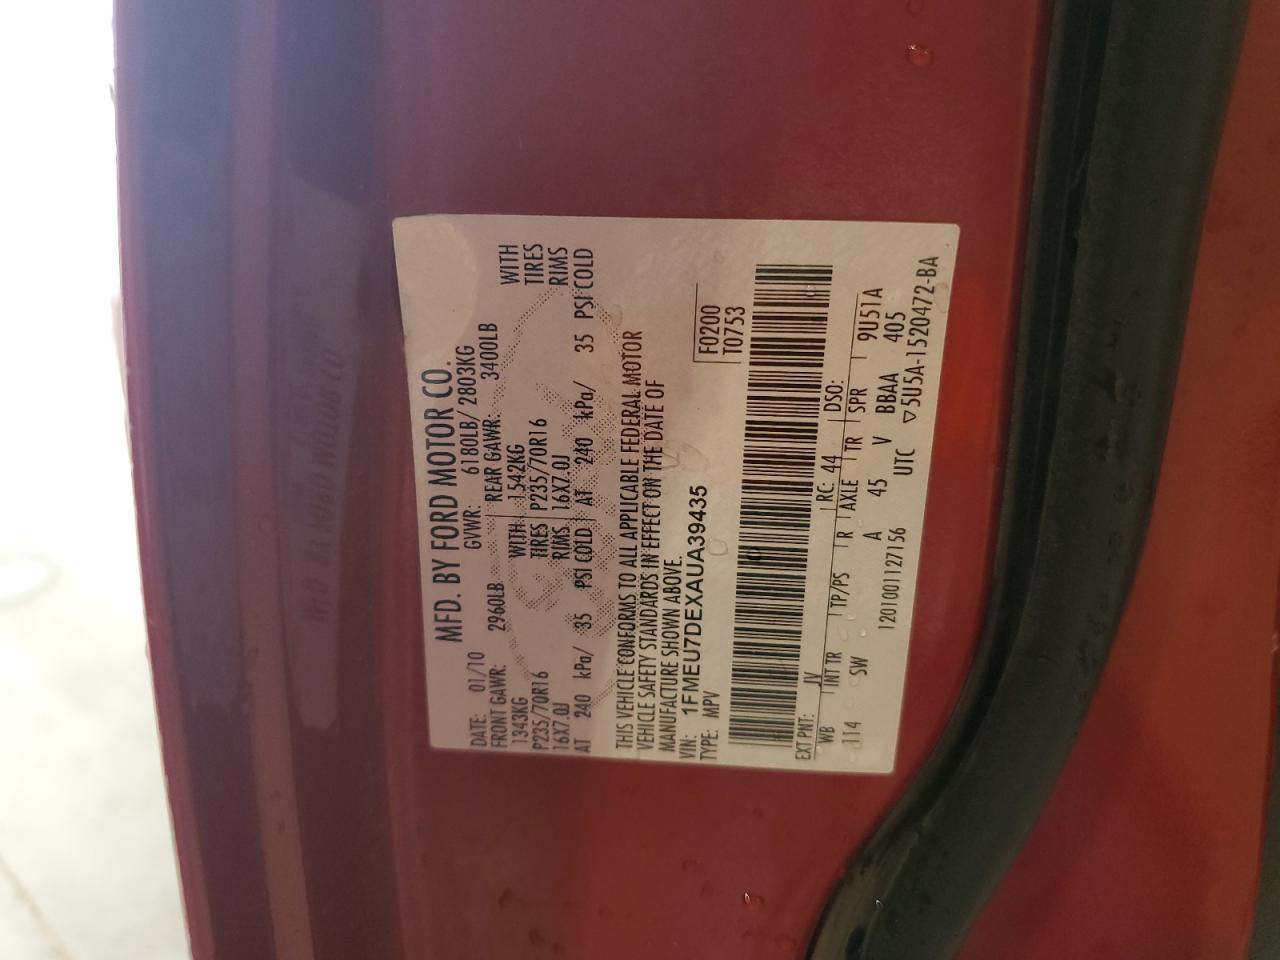 MFD. BY FORD MOTOR CO.
DATE: 01/10 GVWR: 6180LB/ 2803KG
FRONT GAWR: 2960LB REAR GAWR: 3400LB
1343KG WITH 1542KG WITH
P235/70R16 TIRES P235/70R16 TIRES
16X7.0J RIMS 16X7.0J RIMS
AT 240 kPa/ 35 PSI COLD AT 240 kPa/ 35 PSI COLD
THIS VEHICLE CONFORMS TO ALL APPLICABLE FEDERAL MOTOR
VEHICLE SAFETY STANDARDS IN EFFECT ON THE DATE OF
MANUFACTURE SHOWN ABOVE.
VIN: 1FMEU7DEXAUA39435 F0200
TYPE: MPV T0753
EXT PNT: JV RC: 44 DSO:
WB INT TR TP/PS R AXLE TR SPR 9U51A
114 SW A 45 V BBAA 405
1201001127156 UTC ▽5U5A-1520472-BA